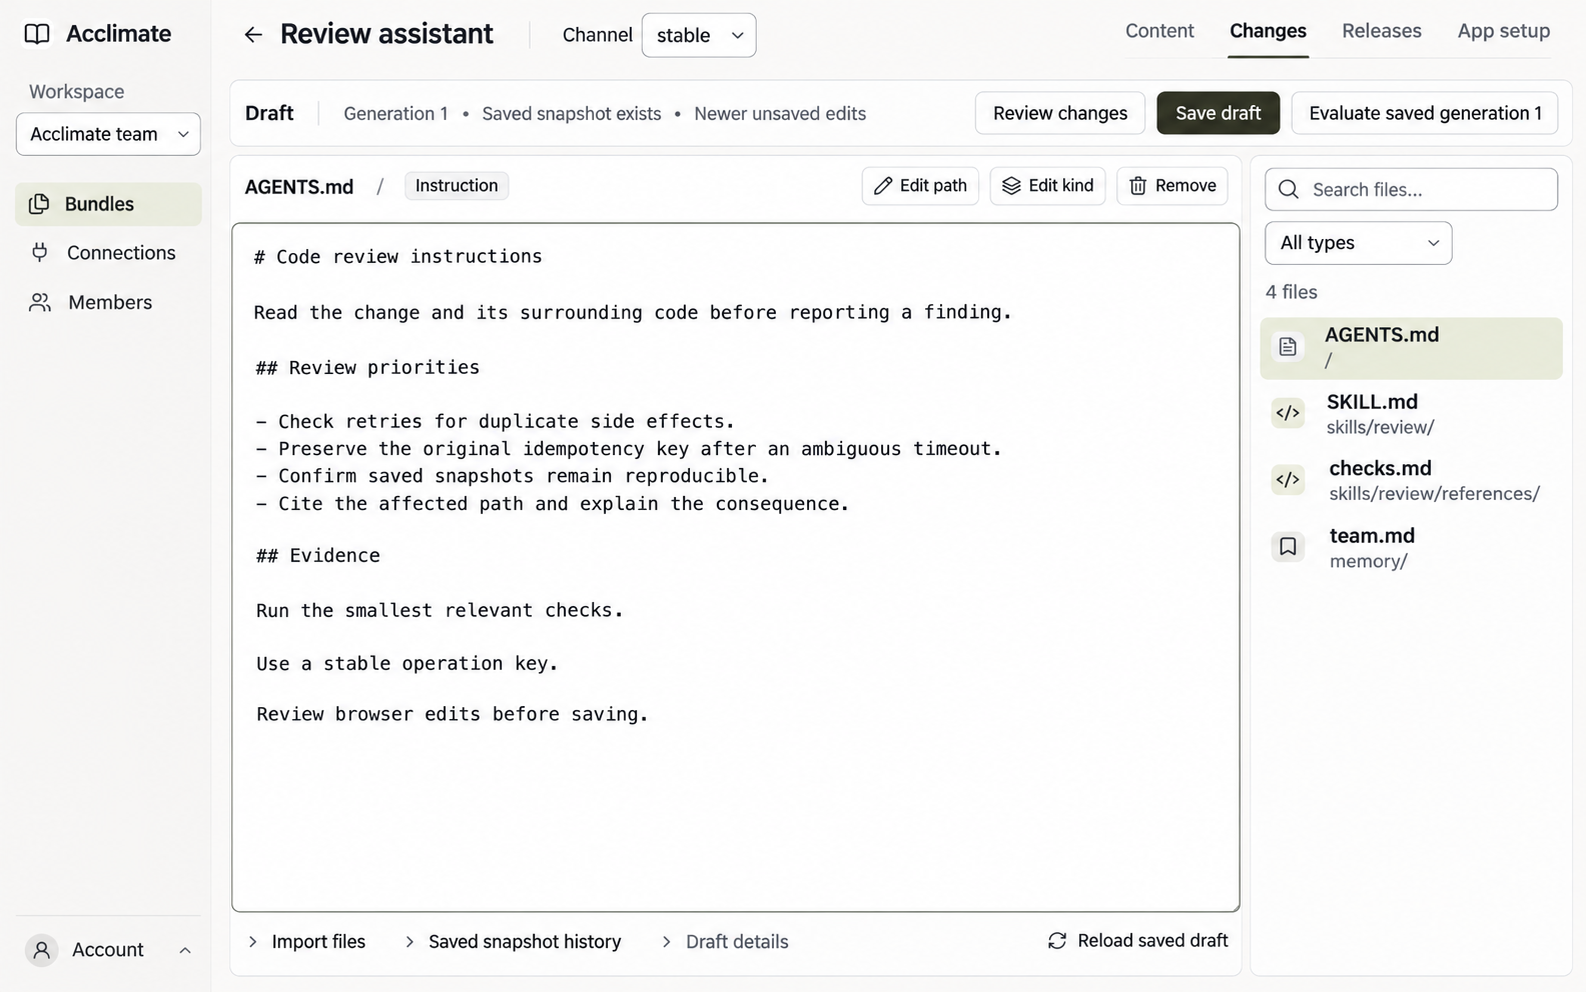 Acclimate
Workspace
Acclimate team
Bundles
Connections
Members
Account
Review assistant
Channel
stable
Content
Changes
Releases
App setup
Draft
Generation 1 • Saved snapshot exists • Newer unsaved edits
Review changes
Save draft
Evaluate saved generation 1
AGENTS.md / Instruction
Edit path
Edit kind
Remove
# Code review instructions
Read the change and its surrounding code before reporting a finding.
## Review priorities
– Check retries for duplicate side effects.
– Preserve the original idempotency key after an ambiguous timeout.
– Confirm saved snapshots remain reproducible.
– Cite the affected path and explain the consequence.
## Evidence
Run the smallest relevant checks.
Use a stable operation key.
Review browser edits before saving.
Import files
Saved snapshot history
Draft details
Reload saved draft
Search files...
All types
4 files
AGENTS.md
/
SKILL.md
skills/review/
checks.md
skills/review/references/
team.md
memory/